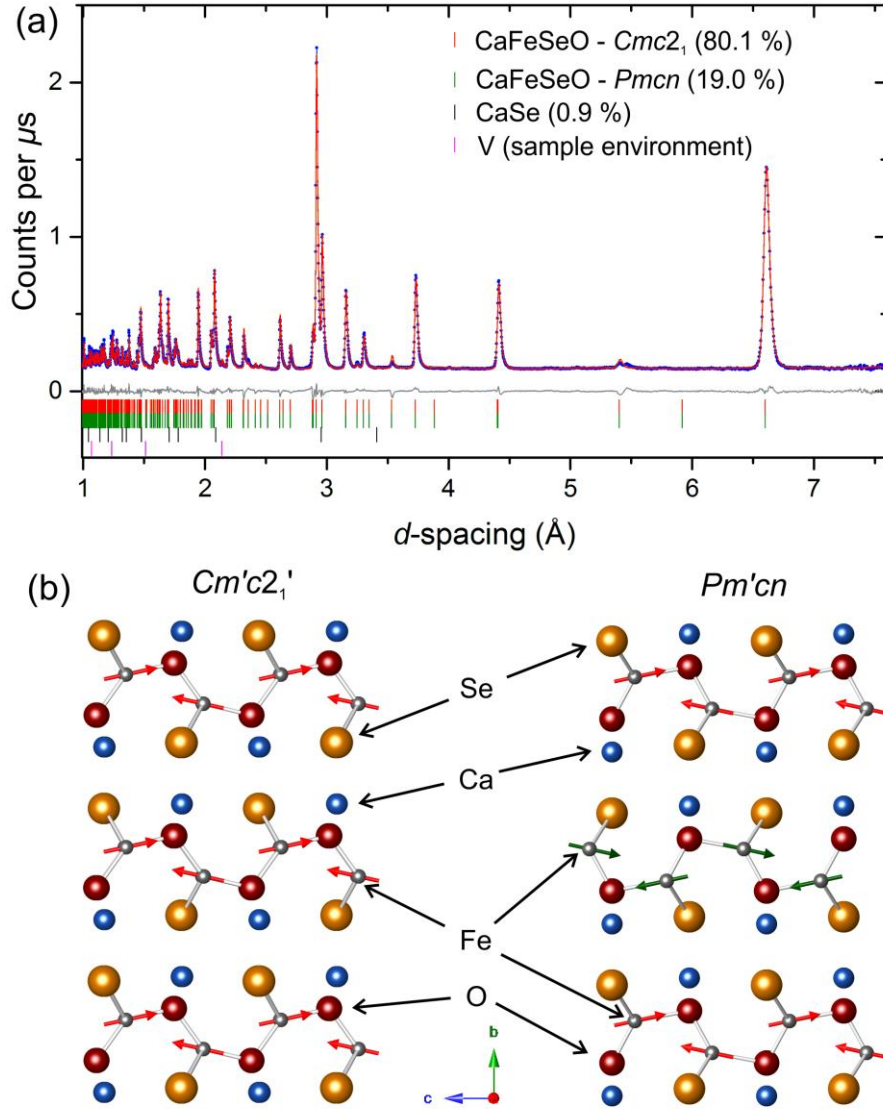 (a)
CaFeSeO - Cmc2₁ (80.1 %)
CaFeSeO - Pmcn (19.0 %)
CaSe (0.9 %)
V (sample environment)
Counts per μs
2
1
0
1 2 3 4 5 6 7
d-spacing (Å)
(b)
Cm'c2₁' Pm'cn
Se
Ca
Fe
O
b
c